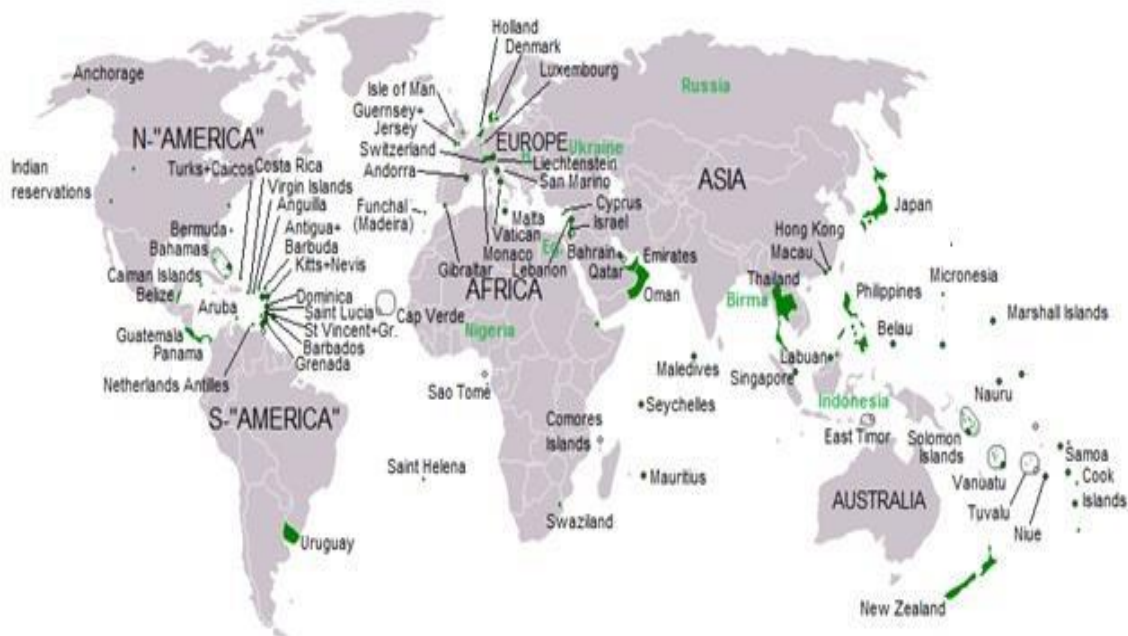 Holland
Denmark
Luxembourg
Anchorage
Isle of Man
Russia
Guernsey+
Jersey
N-"AMERICA"
EUROPE
Ukraine
H
Switzerland
Liechtenstein
Andorra
San Marino
ASIA
Indian
reservations
Turks+Caicos
Costa Rica
Virgin Islands
Anguilla
Antigua+
Barbuda
Kitts+Nevis
Bermuda
Bahamas
Caiman Islands
Belize
Aruba
Dominica
Saint Lucia
St Vincent+Gr.
Barbados
Grenada
Guatemala
Panama
Netherlands Antilles
Funchal
(Madeira)
Malta
Vatican
Monaco
Gibraltar
Lebanon
Cyprus
Israel
Eg.
Bahrain
Qatar
Emirates
Oman
AFRICA
Cap Verde
Nigeria
Japan
Hong Kong
Macau
Thailand
Birma
Philippines
Micronesia
Marshall Islands
Belau
Labuan
Singapore
Maledives
Sao Tome
Seychelles
Indonesia
Nauru
S-"AMERICA"
Comores
Islands
East Timor
Solomon
Islands
Samoa
Cook
Islands
Saint Helena
Mauritius
Vanuatu
Tuvalu
Niue
AUSTRALIA
Swaziland
Uruguay
New Zealand